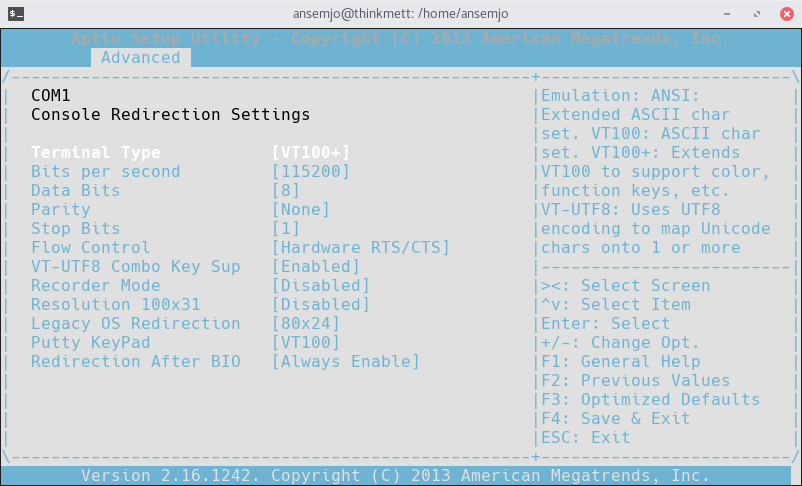 ansemjo@thinkmett: /home/ansemjo
Aptio Setup Utility - Copyright (C) 2013 American Megatrends, Inc.
Advanced
/----------------------------------------------------+-------------------------\
| COM1 |Emulation: ANSI: |
| Console Redirection Settings |Extended ASCII char |
| |set. VT100: ASCII char |
| Terminal Type [VT100+] |set. VT100+: Extends |
| Bits per second [115200] |VT100 to support color, |
| Data Bits [8] |function keys, etc. |
| Parity [None] |VT-UTF8: Uses UTF8 |
| Stop Bits [1] |encoding to map Unicode |
| Flow Control [Hardware RTS/CTS] |chars onto 1 or more |
| VT-UTF8 Combo Key Sup [Enabled] |-------------------------|
| Recorder Mode [Disabled] |><: Select Screen |
| Resolution 100x31 [Disabled] |^v: Select Item |
| Legacy OS Redirection [80x24] |Enter: Select |
| Putty KeyPad [VT100] |+/-: Change Opt. |
| Redirection After BIO [Always Enable] |F1: General Help |
| |F2: Previous Values |
| |F3: Optimized Defaults |
| |F4: Save & Exit |
| |ESC: Exit |
\----------------------------------------------------+-------------------------/
Version 2.16.1242. Copyright (C) 2013 American Megatrends, Inc.